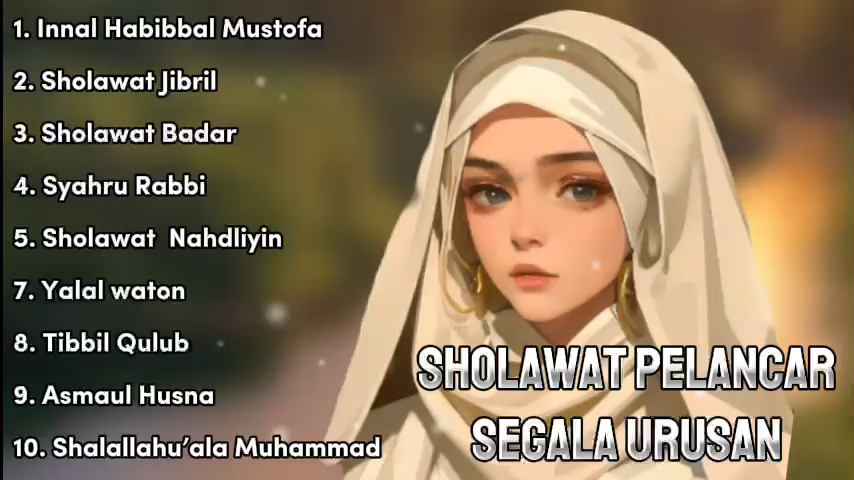 1. Innal Habibbal Mustofa
2. Sholawat Jibril
3. Sholawat Badar
4. Syahru Rabbi
5. Sholawat  Nahdliyin
7. Yalal waton
8. Tibbil Qulub
9. Asmaul Husna
10. Shalallahu’ala Muhammad
SHOLAWAT PELANCAR
SEGALA URUSAN